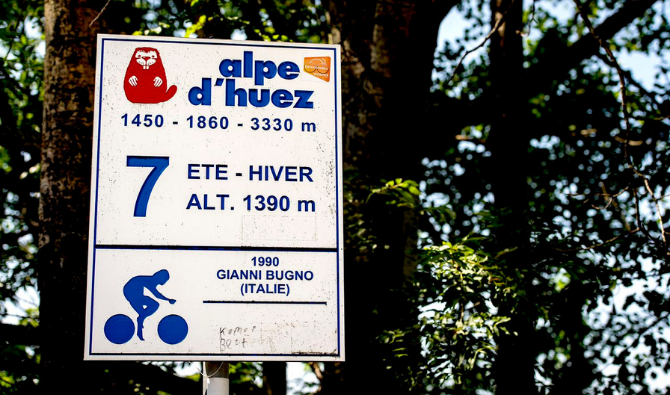 alpe
d'huez
1450 - 1860 - 3330 m
7
ETE - HIVER
ALT. 1390 m
1990
GIANNI BUGNO
(ITALIE)